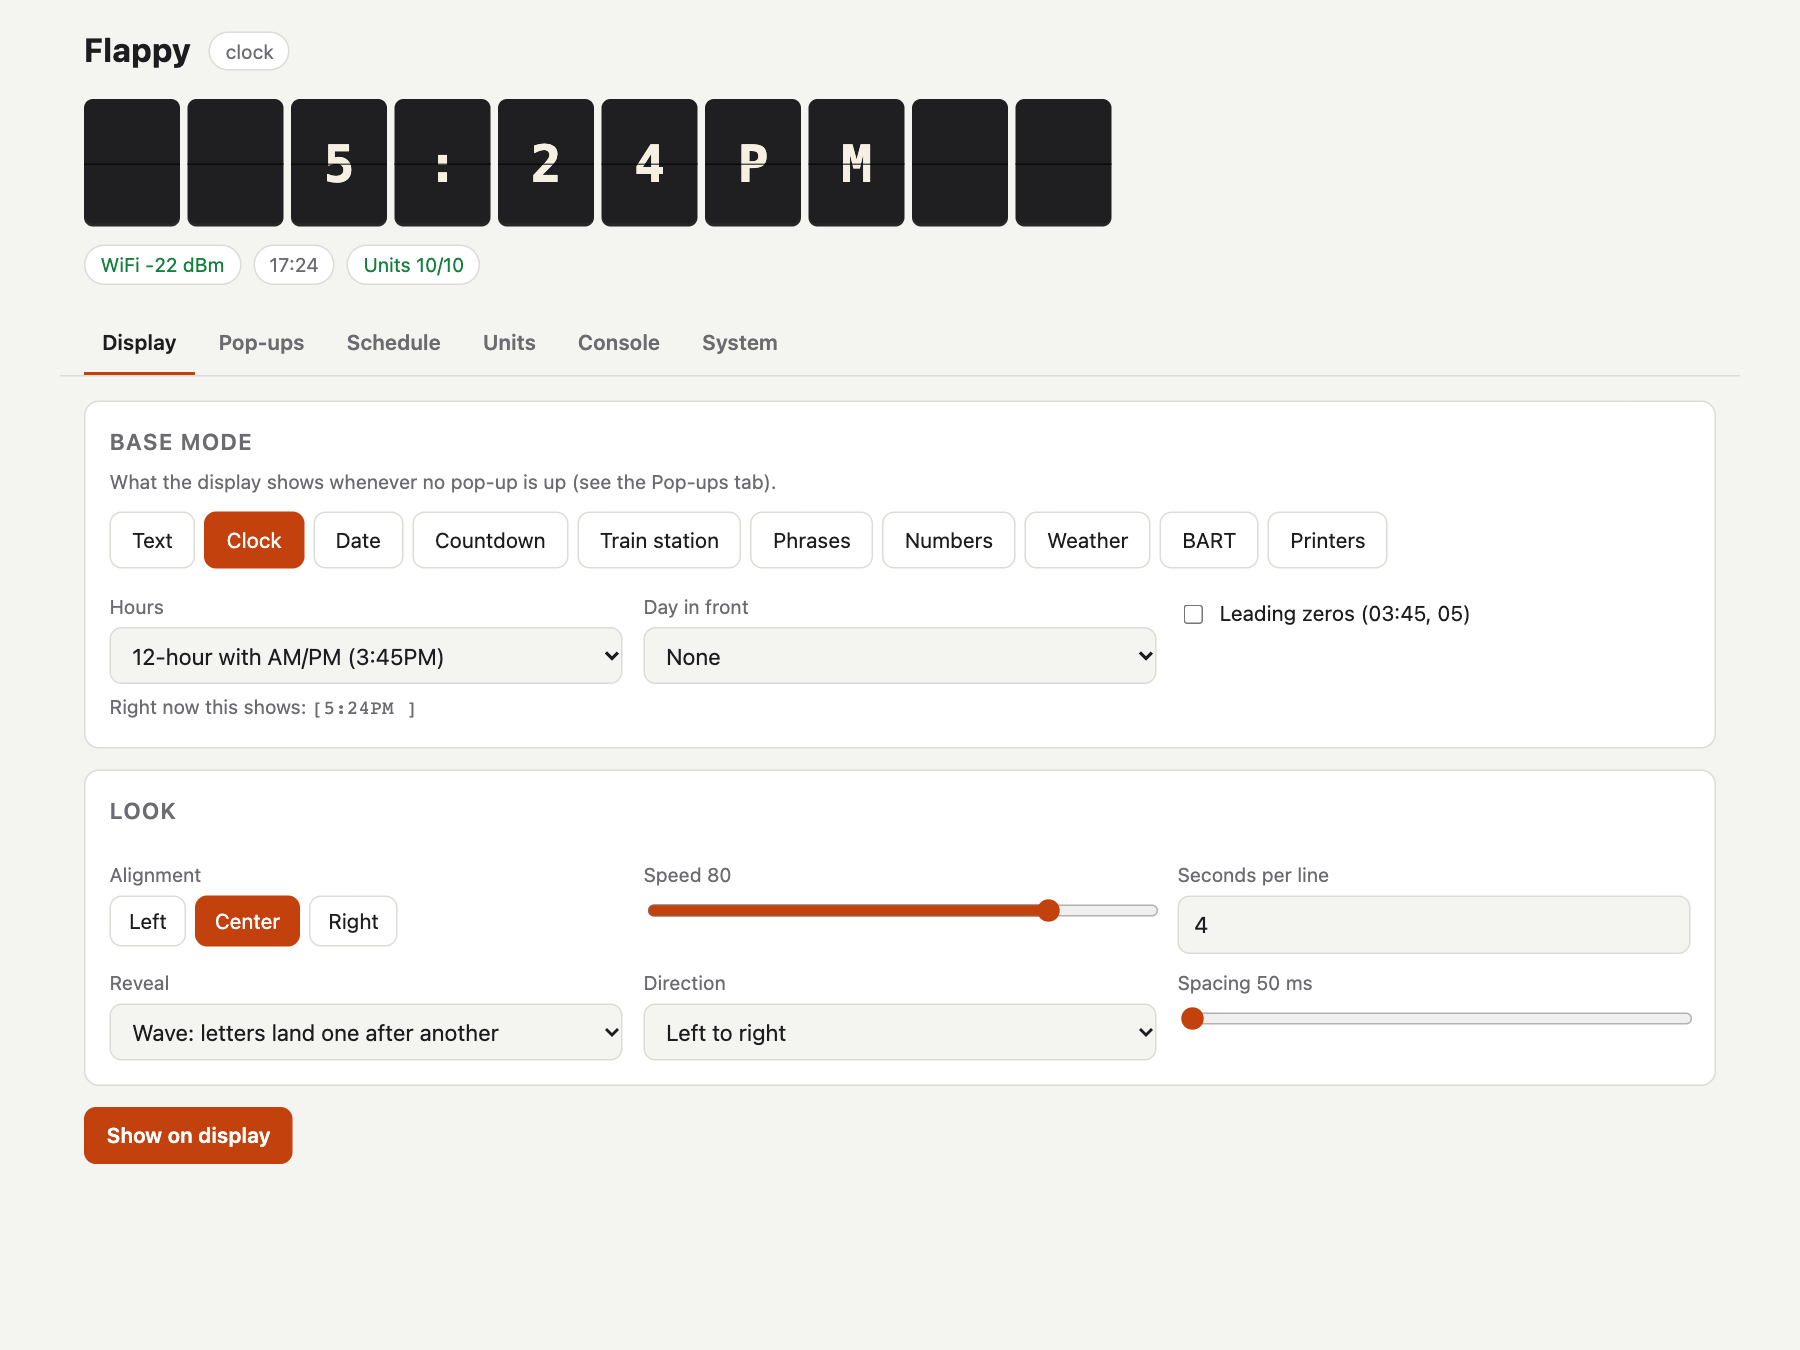 Flappy clock
5:24PM
WiFi -22 dBm 17:24 Units 10/10
Display Pop-ups Schedule Units Console System
BASE MODE
What the display shows whenever no pop-up is up (see the Pop-ups tab).
Text Clock Date Countdown Train station Phrases Numbers Weather BART Printers
Hours Day in front Leading zeros (03:45, 05)
12-hour with AM/PM (3:45PM) None
Right now this shows: [5:24PM ]
LOOK
Alignment Speed 80 Seconds per line
Left Center Right 4
Reveal Direction Spacing 50 ms
Wave: letters land one after another Left to right
Show on display